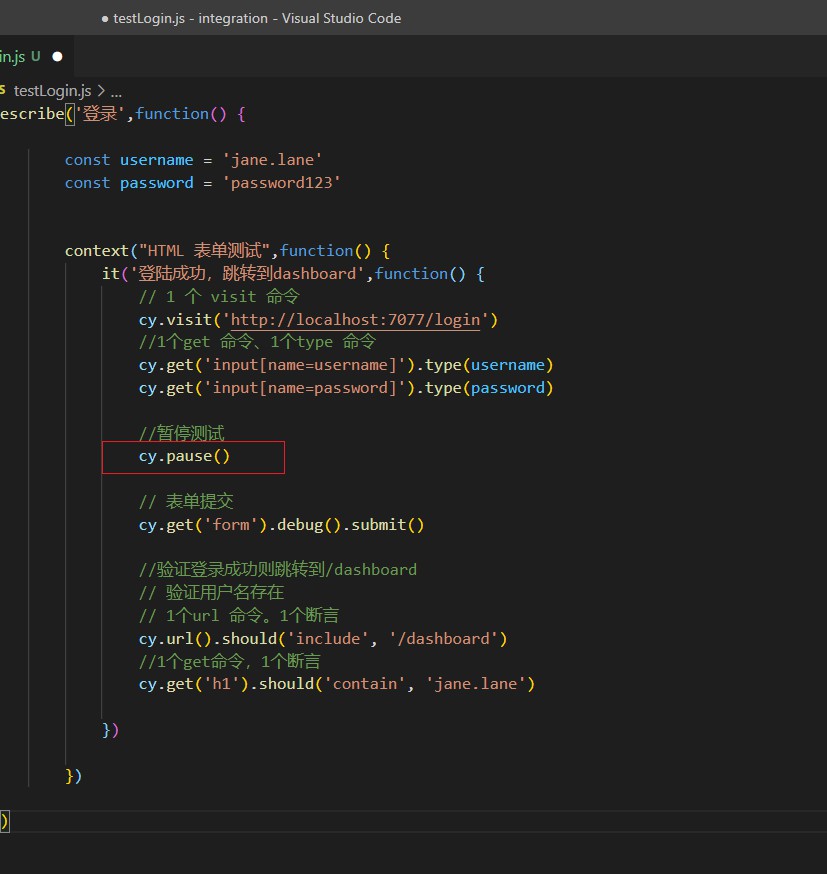 ● testLogin.js - integration - Visual Studio Code
in.js U ●
S testLogin.js > ...
escribe('登录',function() {
const username = 'jane.lane'
const password = 'password123'
context("HTML 表单测试",function() {
it('登陆成功，跳转到dashboard',function() {
// 1 个 visit 命令
cy.visit('http://localhost:7077/login')
//1个get 命令、1个type 命令
cy.get('input[name=username]').type(username)
cy.get('input[name=password]').type(password)
//暂停测试
cy.pause()
// 表单提交
cy.get('form').debug().submit()
//验证登录成功则跳转到/dashboard
// 验证用户名存在
// 1个url 命令。1个断言
cy.url().should('include', '/dashboard')
//1个get命令，1个断言
cy.get('h1').should('contain', 'jane.lane')
})
})
)